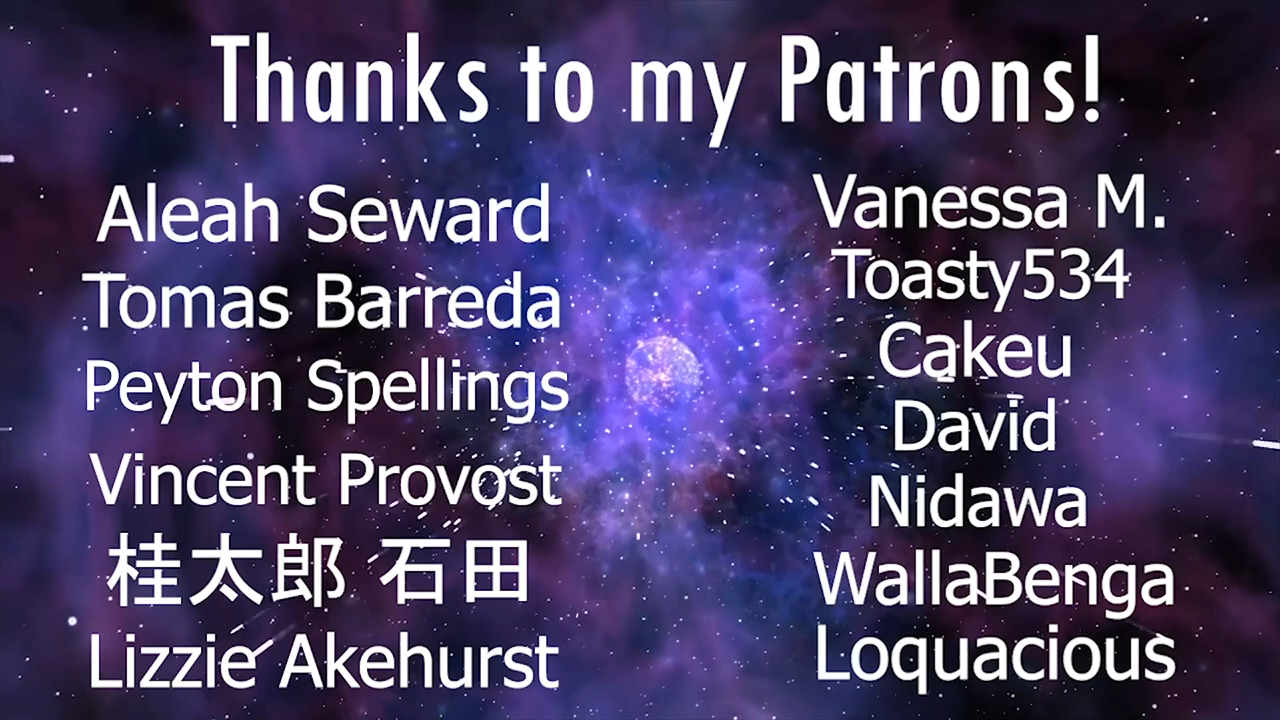 Thanks to my Patrons!
Aleah Seward
Tomas Barreda
Peyton Spellings
Vincent Provost
桂太郎 石田
Lizzie Akehurst
Vanessa M.
Toasty534
Cakeu
David
Nidawa
WallaBenga
Loquacious